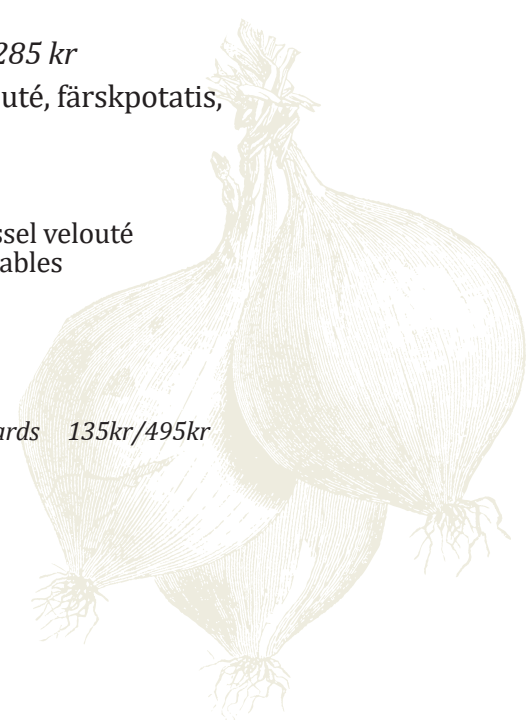 285 kr
uté, färskpotatis,
ssel velouté
ables
ards 135kr/495kr